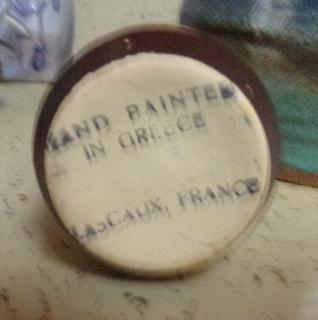 HAND PAINTED
IN GREECE
LASCAUX, FRANCE